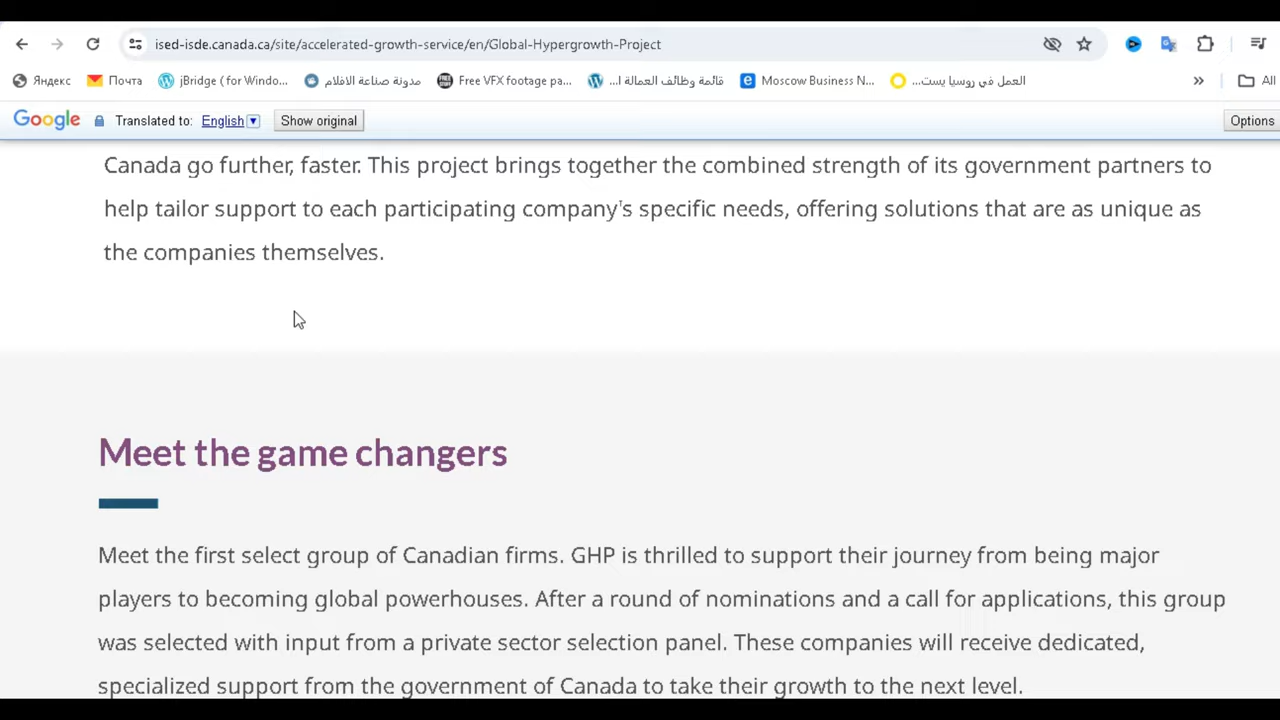 ised-isde.canada.ca/site/accelerated-growth-service/en/Global-Hypergrowth-Project
Яндекс Почта jBridge (for Windo... مدونة صناعة الافلام Free VFX footage pa... قائمة وظائف العمالة ا... Moscow Business N... العمل في روسيا يست... » All
Google Translated to: English Show original Options
Canada go further, faster. This project brings together the combined strength of its government partners to
help tailor support to each participating company's specific needs, offering solutions that are as unique as
the companies themselves.
Meet the game changers
Meet the first select group of Canadian firms. GHP is thrilled to support their journey from being major
players to becoming global powerhouses. After a round of nominations and a call for applications, this group
was selected with input from a private sector selection panel. These companies will receive dedicated,
specialized support from the government of Canada to take their growth to the next level.